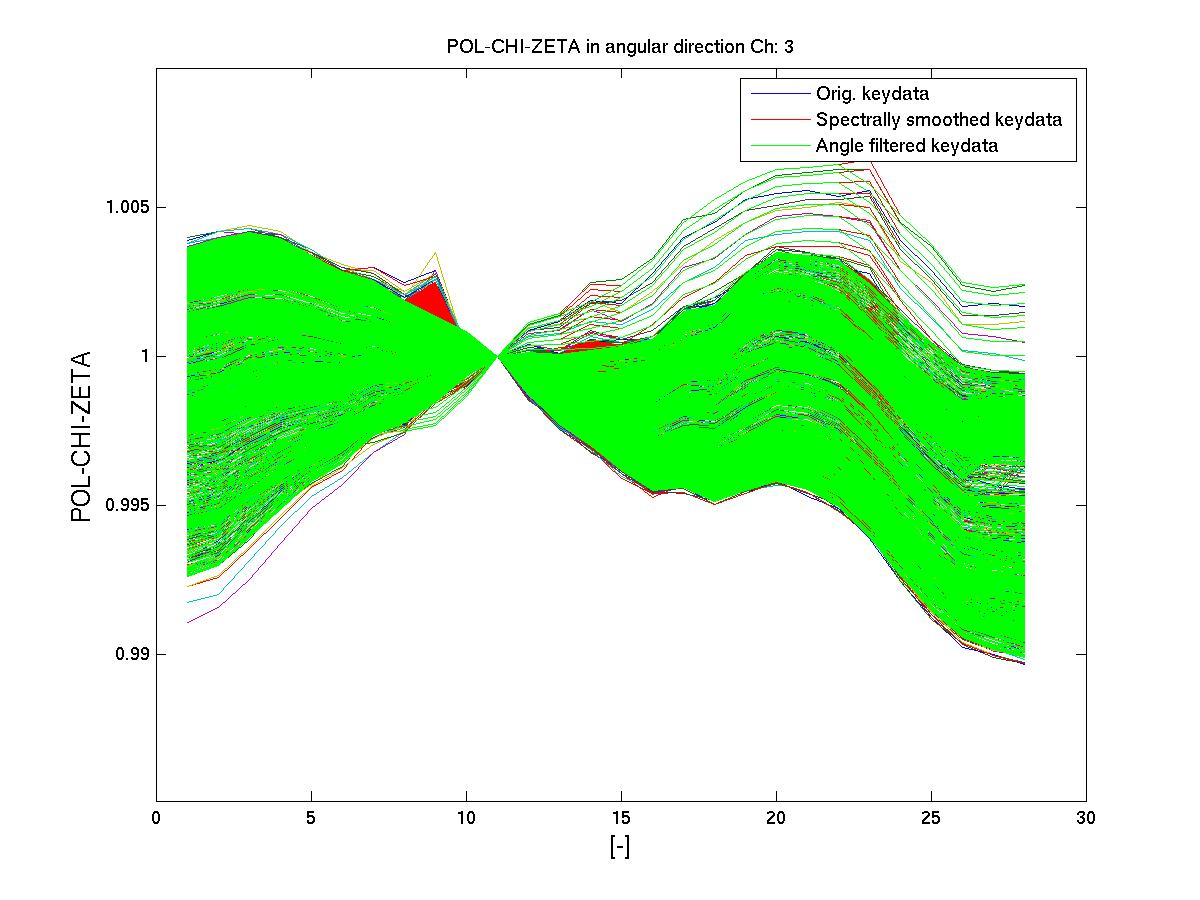 POL-CHI-ZETA in angular direction Ch: 3
Orig. keydata
Spectrally smoothed keydata
Angle filtered keydata
1.005
1
0.995
0.99
POL-CHI-ZETA
0 5 10 15 20 25 30
[-]